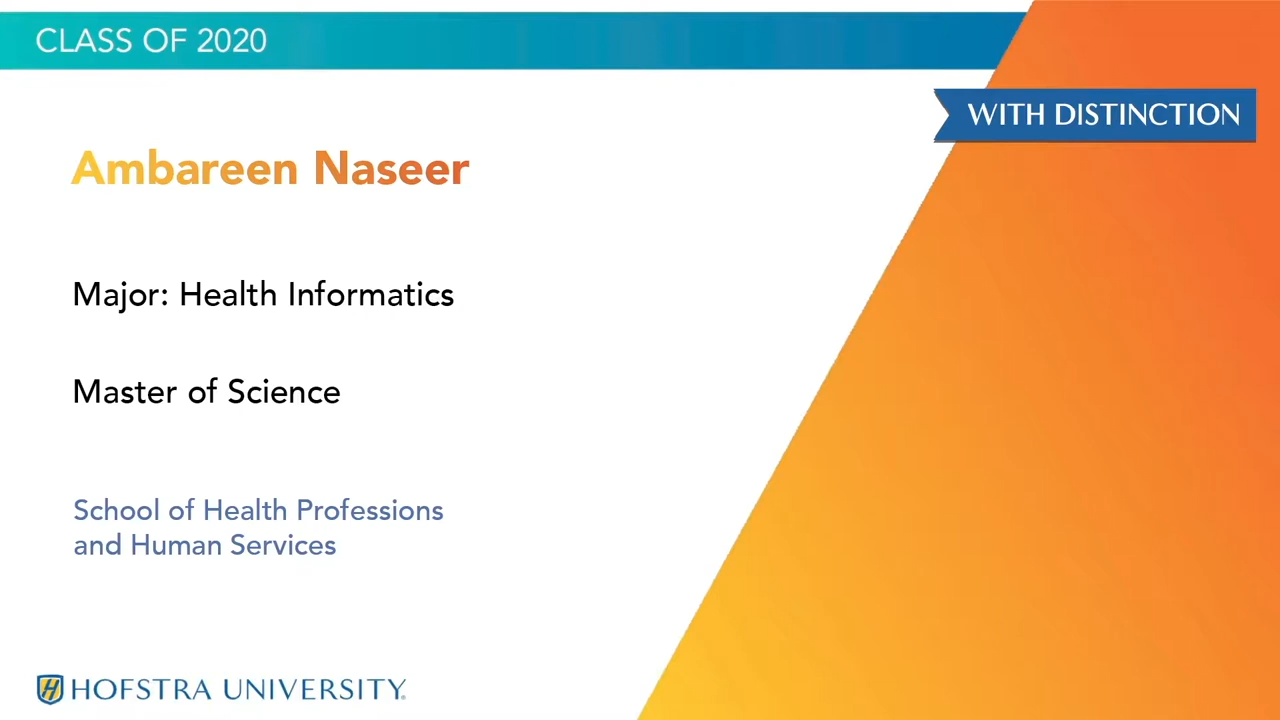 CLASS OF 2020
WITH DISTINCTION
Ambareen Naseer
Major: Health Informatics
Master of Science
School of Health Professions
and Human Services
HOFSTRA UNIVERSITY®